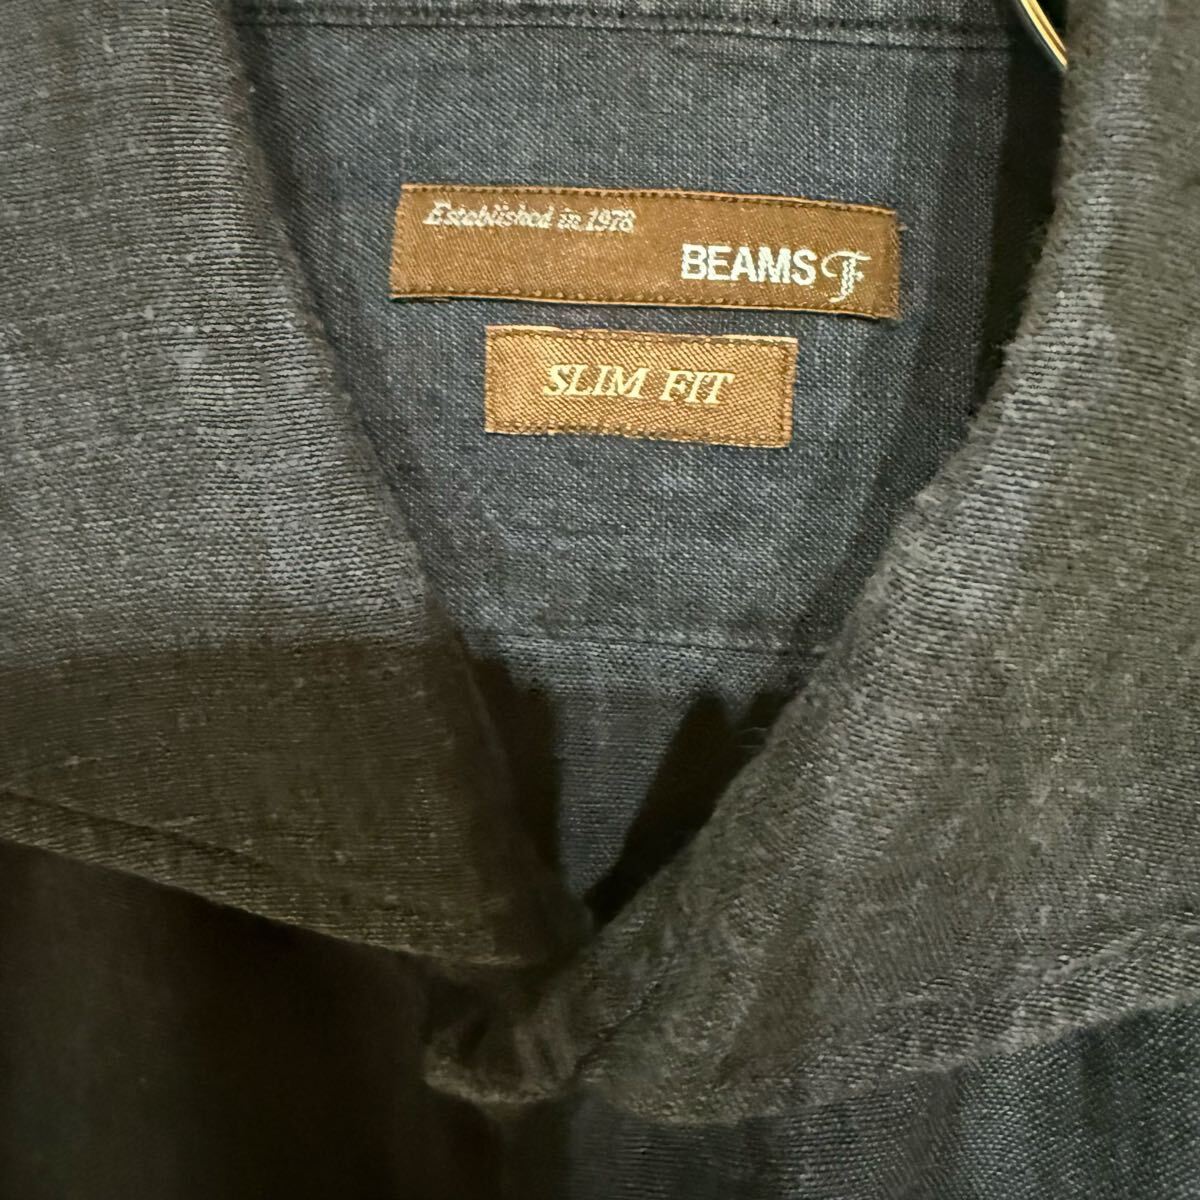 Established in 1978
BEAMS F
SLIM FIT